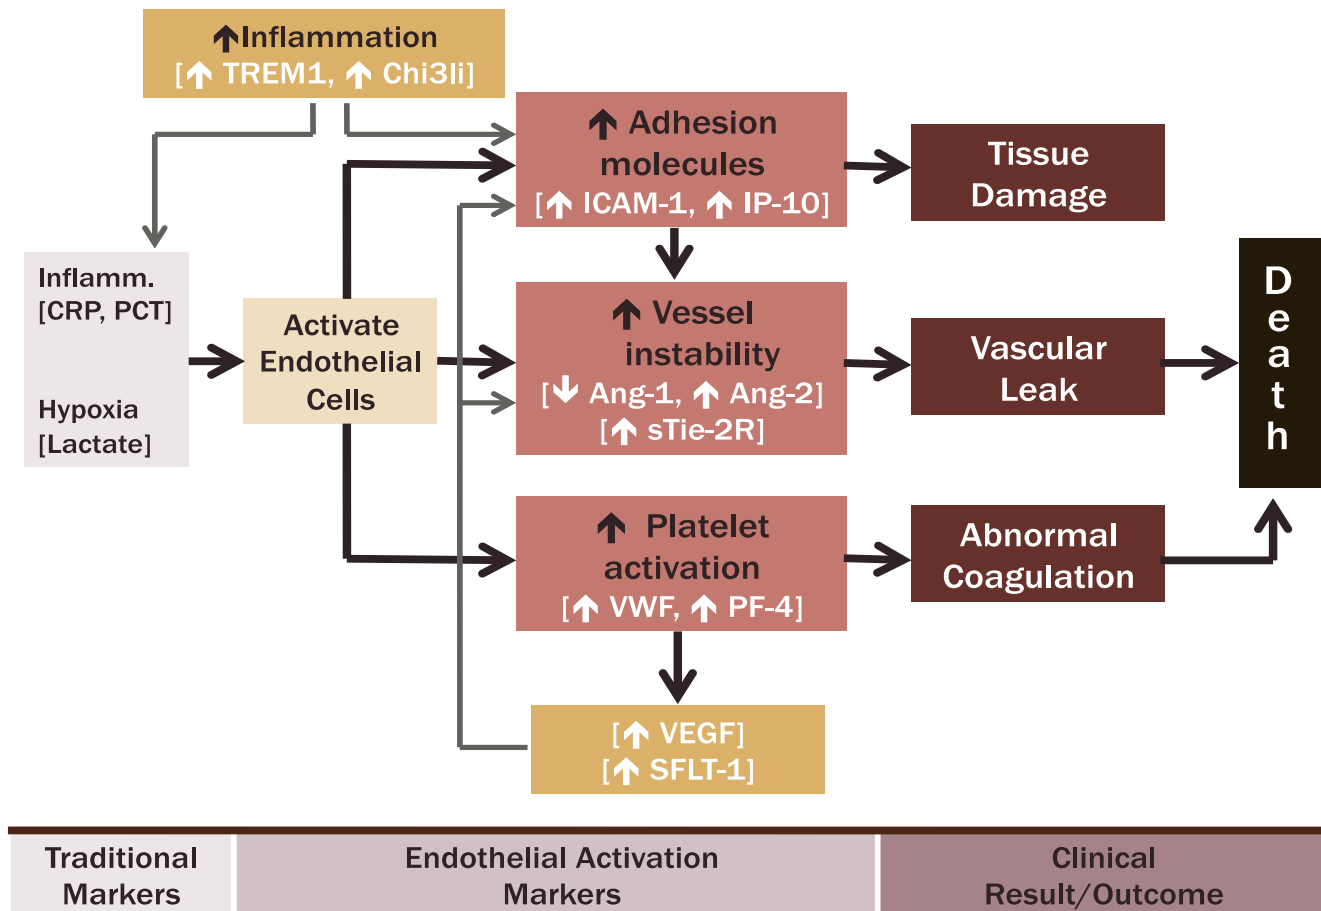 ↑Inflammation
[↑ TREM1, ↑ Chi3li]
↑ Adhesion
molecules
[↑ ICAM-1, ↑ IP-10]
Tissue
Damage
Inflamm.
[CRP, PCT]
Hypoxia
[Lactate]
Activate
Endothelial
Cells
↑ Vessel
instability
[↓ Ang-1, ↑ Ang-2]
[↑ sTie-2R]
Vascular
Leak
D
e
a
t
h
↑ Platelet
activation
[↑ VWF, ↑ PF-4]
Abnormal
Coagulation
[↑ VEGF]
[↑ SFLT-1]
Traditional
Markers
Endothelial Activation
Markers
Clinical
Result/Outcome